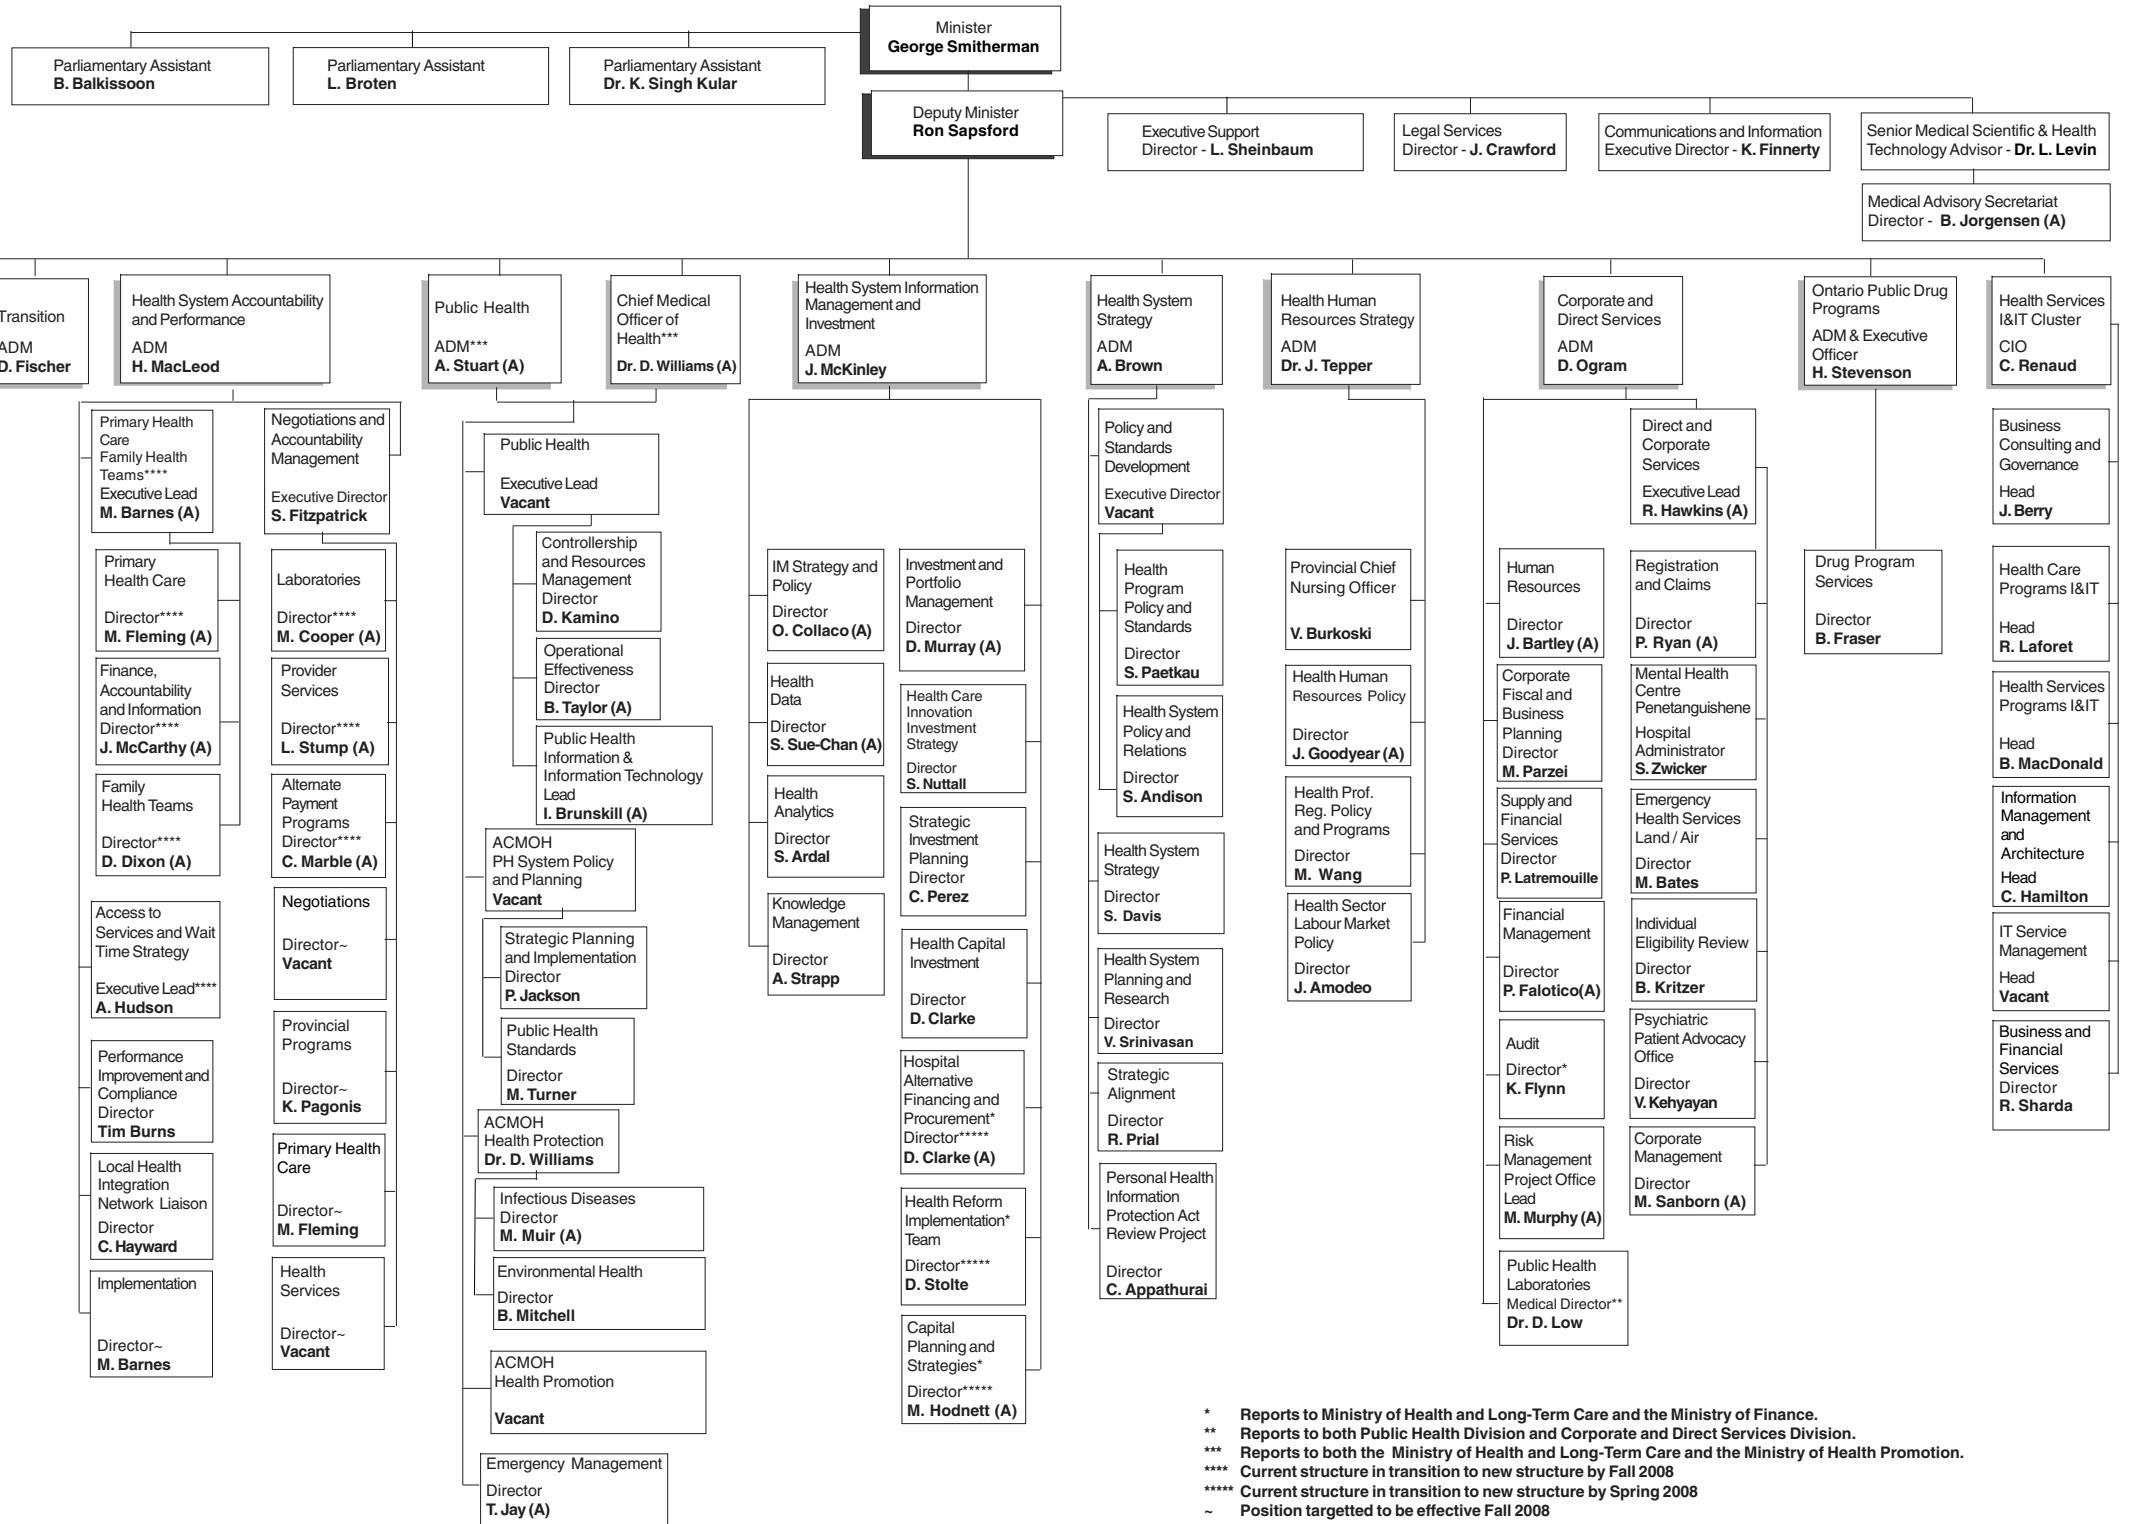 Minister
George Smitherman
Parliamentary Assistant
B. Balkissoon
Parliamentary Assistant
L. Broten
Parliamentary Assistant
Dr. K. Singh Kular
Deputy Minister
Ron Sapsford
Executive Support
Director - L. Sheinbaum
Legal Services
Director - J. Crawford
Communications and Information
Executive Director - K. Finnerty
Senior Medical Scientific & Health
Technology Advisor - Dr. L. Levin
Medical Advisory Secretariat
Director - B. Jorgensen (A)
Transition
ADM
D. Fischer
Health System Accountability
and Performance
ADM
H. MacLeod
Public Health
ADM***
A. Stuart (A)
Chief Medical
Officer of
Health***
Dr. D. Williams (A)
Health System Information
Management and
Investment
ADM
J. McKinley
Health System
Strategy
ADM
A. Brown
Health Human
Resources Strategy
ADM
Dr. J. Tepper
Corporate and
Direct Services
ADM
D. Ogram
Ontario Public Drug
Programs
ADM & Executive
Officer
H. Stevenson
Health Services
I&IT Cluster
CIO
C. Renaud
Primary Health
Care
Family Health
Teams****
Executive Lead
M. Barnes (A)
Primary
Health Care
Director****
M. Fleming (A)
Finance,
Accountability
and Information
Director****
J. McCarthy (A)
Family
Health Teams
Director****
D. Dixon (A)
Access to
Services and Wait
Time Strategy
Executive Lead****
A. Hudson
Performance
Improvement and
Compliance
Director
Tim Burns
Local Health
Integration
Network Liaison
Director
C. Hayward
Implementation
Director~
M. Barnes
Negotiations and
Accountability
Management
Executive Director
S. Fitzpatrick
Laboratories
Director****
M. Cooper (A)
Provider
Services
Director****
L. Stump (A)
Alternate
Payment
Programs
Director****
C. Marble (A)
Negotiations
Director~
Vacant
Provincial
Programs
Director~
K. Pagonis
Primary Health
Care
Director~
M. Fleming
Health
Services
Director~
Vacant
Public Health
Executive Lead
Vacant
Controllership
and Resources
Management
Director
D. Kamino
Operational
Effectiveness
Director
B. Taylor (A)
Public Health
Information &
Information Technology
Lead
I. Brunskill (A)
ACMOH
PH System Policy
and Planning
Vacant
Strategic Planning
and Implementation
Director
P. Jackson
Public Health
Standards
Director
M. Turner
ACMOH
Health Protection
Dr. D. Williams
Infectious Diseases
Director
M. Muir (A)
Environmental Health
Director
B. Mitchell
ACMOH
Health Promotion
Vacant
Emergency Management
Director
T. Jay (A)
IM Strategy and
Policy
Director
O. Collaco (A)
Health
Data
Director
S. Sue-Chan (A)
Health
Analytics
Director
S. Ardal
Knowledge
Management
Director
A. Strapp
Investment and
Portfolio
Management
Director
D. Murray (A)
Health Care
Innovation
Investment
Strategy
Director
S. Nuttall
Strategic
Investment
Planning
Director
C. Perez
Health Capital
Investment
Director
D. Clarke
Hospital
Alternative
Financing and
Procurement*
Director*****
D. Clarke (A)
Health Reform
Implementation*
Team
Director*****
D. Stolte
Capital
Planning and
Strategies*
Director*****
M. Hodnett (A)
Policy and
Standards
Development
Executive Director
Vacant
Health
Program
Policy and
Standards
Director
S. Paetkau
Health System
Policy and
Relations
Director
S. Andison
Health System
Strategy
Director
S. Davis
Health System
Planning and
Research
Director
V. Srinivasan
Strategic
Alignment
Director
R. Prial
Personal Health
Information
Protection Act
Review Project
Director
C. Appathurai
Provincial Chief
Nursing Officer
V. Burkoski
Health Human
Resources Policy
Director
J. Goodyear (A)
Health Prof.
Reg. Policy
and Programs
Director
M. Wang
Health Sector
Labour Market
Policy
Director
J. Amodeo
Human
Resources
Director
J. Bartley (A)
Corporate
Fiscal and
Business
Planning
Director
M. Parzei
Supply and
Financial
Services
Director
P. Latremouille
Financial
Management
Director
P. Falotico(A)
Audit
Director*
K. Flynn
Risk
Management
Project Office
Lead
M. Murphy (A)
Public Health
Laboratories
Medical Director**
Dr. D. Low
Direct and
Corporate
Services
Executive Lead
R. Hawkins (A)
Registration
and Claims
Director
P. Ryan (A)
Mental Health
Centre
Penetanguishene
Hospital
Administrator
S. Zwicker
Emergency
Health Services
Land / Air
Director
M. Bates
Individual
Eligibility Review
Director
B. Kritzer
Psychiatric
Patient Advocacy
Office
Director
V. Kehyayan
Corporate
Management
Director
M. Sanborn (A)
Drug Program
Services
Director
B. Fraser
Business
Consulting and
Governance
Head
J. Berry
Health Care
Programs I&IT
Head
R. Laforet
Health Services
Programs I&IT
Head
B. MacDonald
Information
Management
and
Architecture
Head
C. Hamilton
IT Service
Management
Head
Vacant
Business and
Financial
Services
Director
R. Sharda
* Reports to Ministry of Health and Long-Term Care and the Ministry of Finance.
** Reports to both Public Health Division and Corporate and Direct Services Division.
*** Reports to both the Ministry of Health and Long-Term Care and the Ministry of Health Promotion.
**** Current structure in transition to new structure by Fall 2008
***** Current structure in transition to new structure by Spring 2008
~ Position targetted to be effective Fall 2008